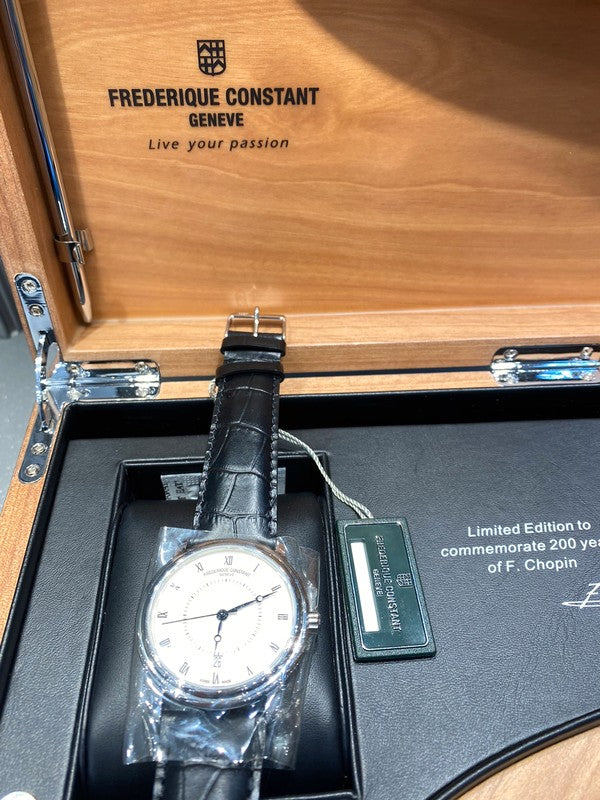 FREDERIQUE CONSTANT
GENEVE
Live your passion
Limited Edition to
commemorate 200 yea
of F. Chopin
FREDERIQUE CONSTANT
GENEVE
FREDERIQUE CONSTANT
GENEVE
XII